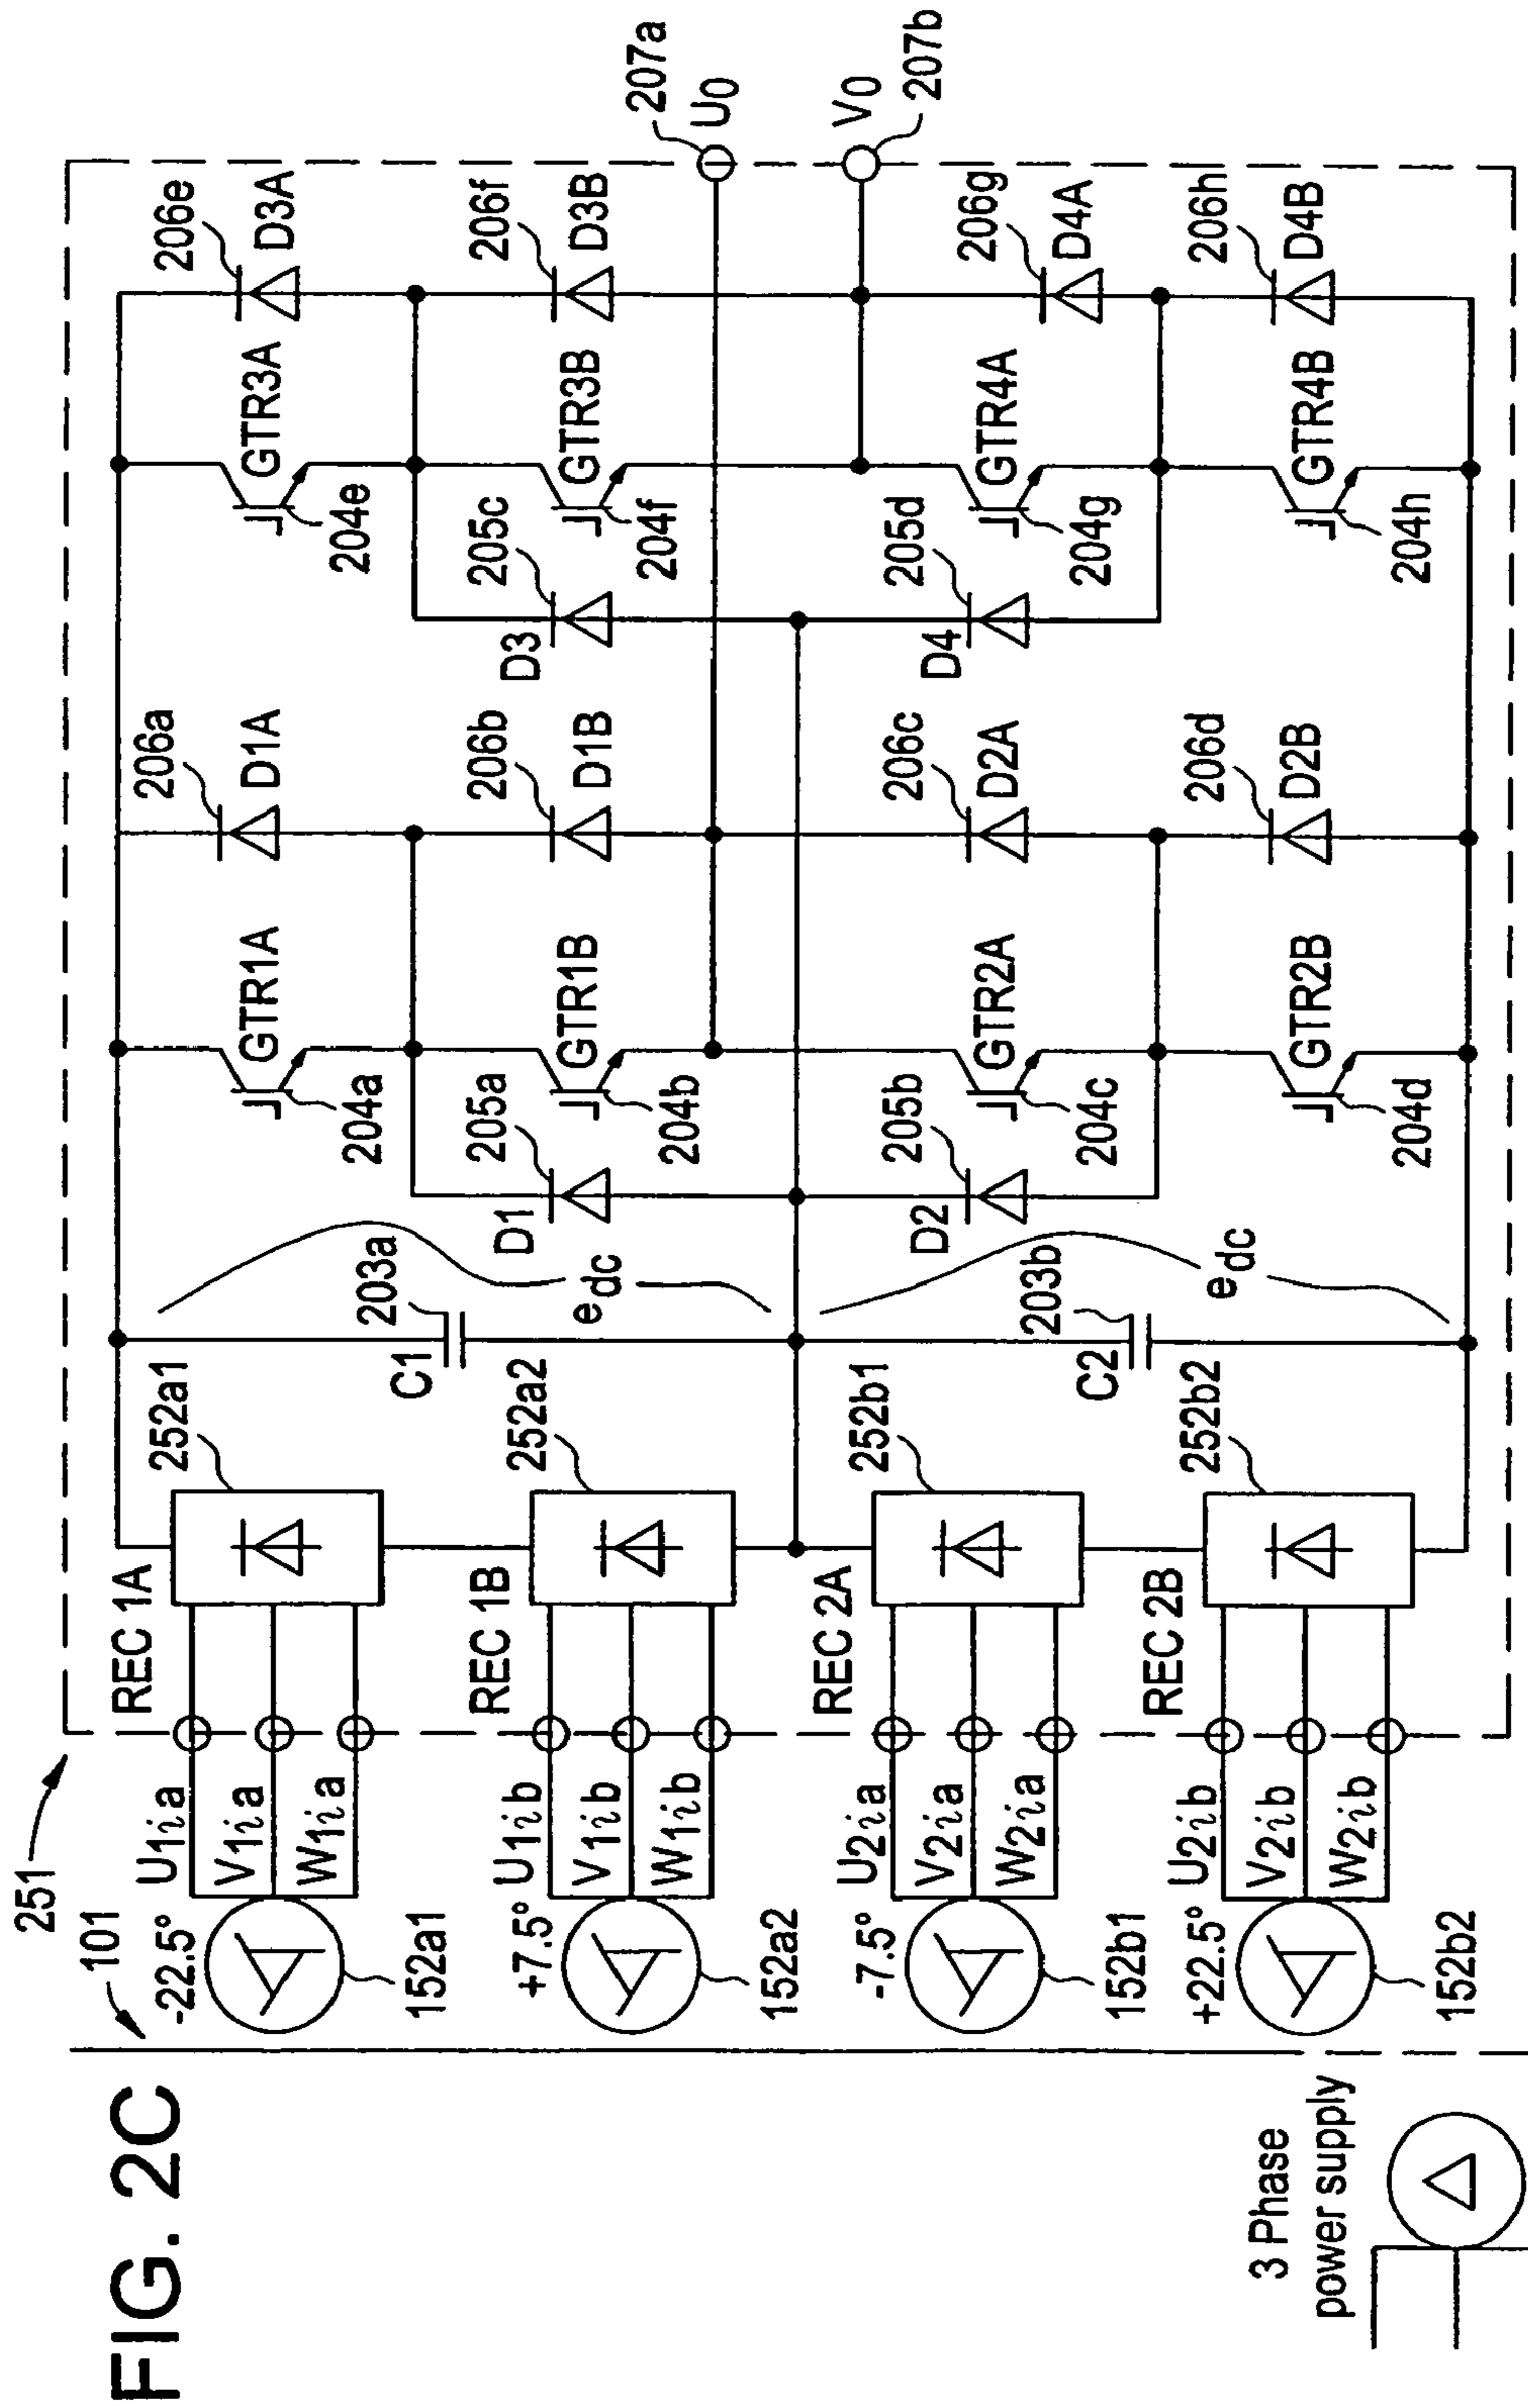 FIG. 2C
3 Phase
power supply
101
251
-22.5°
152a1
+7.5°
152a2
-7.5°
152b1
+22.5°
152b2
U1ia
V1ia
W1ia
U1ib
V1ib
W1ib
U2ia
V2ia
W2ia
U2ib
V2ib
W2ib
REC 1A
252a1
REC 1B
252a2
REC 2A
252b1
REC 2B
252b2
C1
203a
edc
C2
203b
edc
D1
205a
D2
205b
GTR1A
204a
GTR1B
204b
GTR2A
204c
GTR2B
204d
206a
D1A
206b
D1B
206c
D2A
206d
D2B
D3
205c
D4
205d
GTR3A
204e
GTR3B
204f
GTR4A
204g
GTR4B
204h
206e
D3A
206f
D3B
206g
D4A
206h
D4B
207a
U0
V0
207b